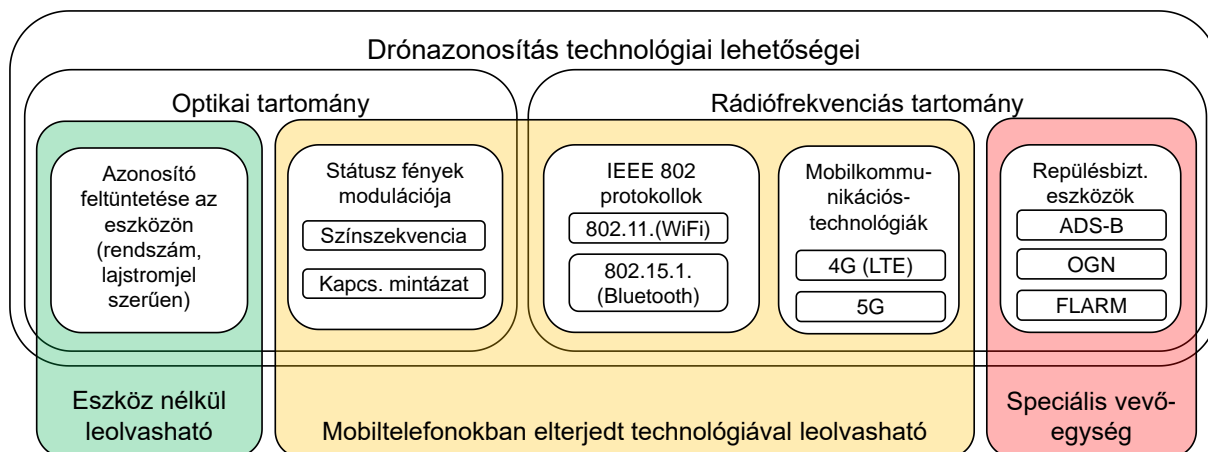 Drónazonosítás technológiai lehetőségei
Optikai tartomány
Rádiófrekvenciás tartomány
Azonosító
feltüntetése az
eszközön
(rendszám,
lajstromjel
szerűen)
Státusz fények
modulációja
Színszekvencia
Kapcs. mintázat
IEEE 802
protokollok
802.11.(WiFi)
802.15.1.
(Bluetooth)
Mobilkommu-
nikációs-
technológiák
4G (LTE)
5G
Repülésbizt.
eszközök
ADS-B
OGN
FLARM
Eszköz nélkül
leolvasható
Mobiltelefonokban elterjedt technológiával leolvasható
Speciális vevő-
egység